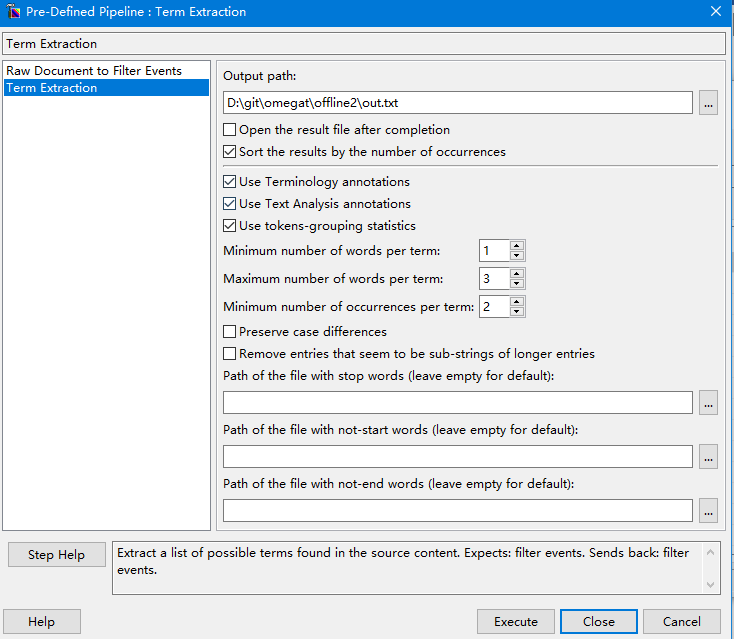 Pre-Defined Pipeline : Term Extraction
Term Extraction
Raw Document to Filter Events
Term Extraction
Output path:
D:\git\omegat\offline2\out.txt
...
Open the result file after completion
Sort the results by the number of occurrences
Use Terminology annotations
Use Text Analysis annotations
Use tokens-grouping statistics
Minimum number of words per term: 1
Maximum number of words per term: 3
Minimum number of occurrences per term: 2
Preserve case differences
Remove entries that seem to be sub-strings of longer entries
Path of the file with stop words (leave empty for default):
...
Path of the file with not-start words (leave empty for default):
...
Path of the file with not-end words (leave empty for default):
...
Step Help
Extract a list of possible terms found in the source content. Expects: filter events. Sends back: filter
events.
Help
Execute
Close
Cancel